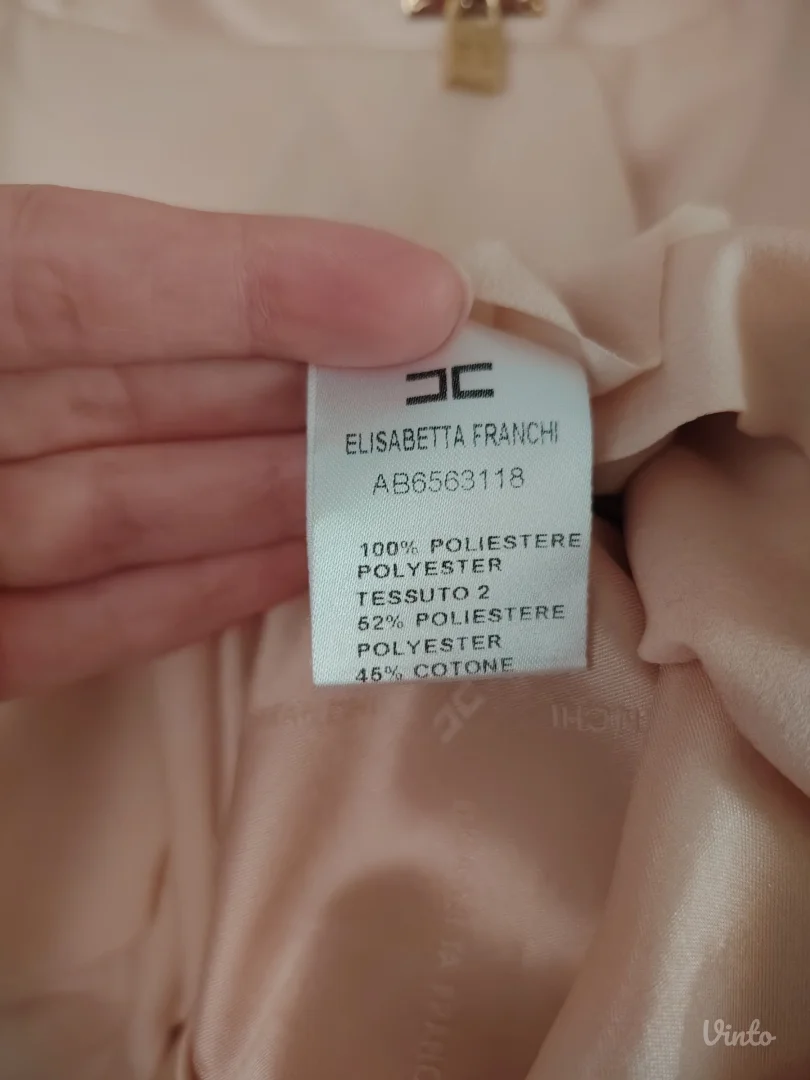 ELISABETTA FRANCHI
AB6563118
100% POLIESTERE
POLYESTER
TESSUTO 2
52% POLIESTERE
POLYESTER
45% COTONE
Vinto